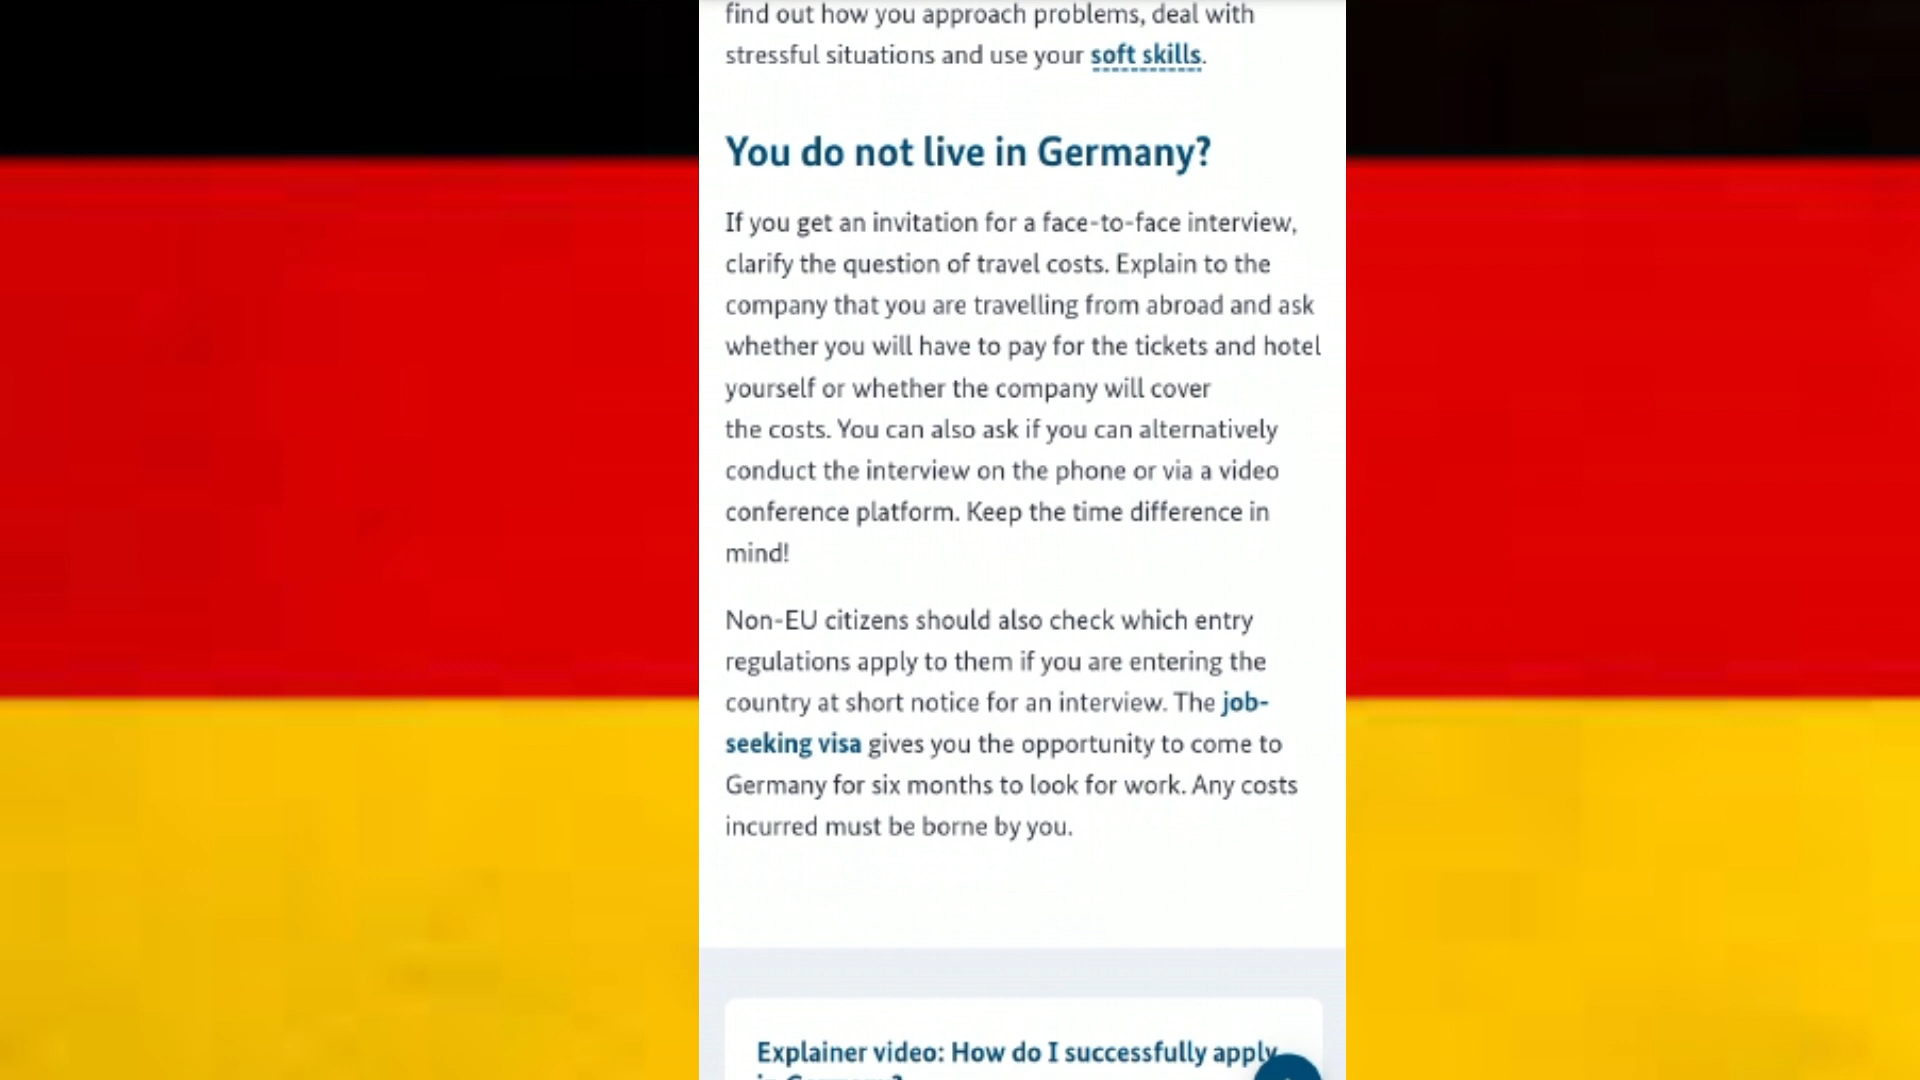 find out how you approach problems, deal with
stressful situations and use your soft skills.
You do not live in Germany?
If you get an invitation for a face-to-face interview,
clarify the question of travel costs. Explain to the
company that you are travelling from abroad and ask
whether you will have to pay for the tickets and hotel
yourself or whether the company will cover
the costs. You can also ask if you can alternatively
conduct the interview on the phone or via a video
conference platform. Keep the time difference in
mind!
Non-EU citizens should also check which entry
regulations apply to them if you are entering the
country at short notice for an interview. The job-
seeking visa gives you the opportunity to come to
Germany for six months to look for work. Any costs
incurred must be borne by you.
Explainer video: How do I successfully apply
in Germany?